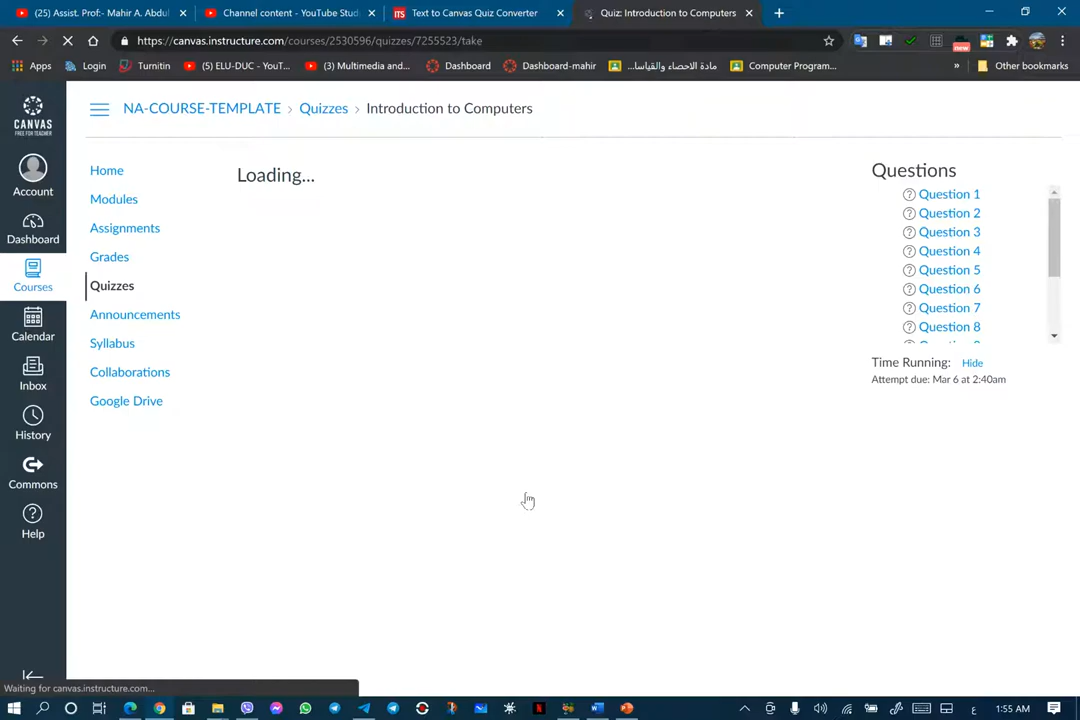 (25) Assist. Prof:- Mahir A. Abdul
Channel content - YouTube Stud
ITS Text to Canvas Quiz Converter
Quiz: Introduction to Computers
https://canvas.instructure.com/courses/2530596/quizzes/7255523/take
new
Apps
Login
Turnitin
(5) ELU-DUC - YouT...
(3) Multimedia and...
Dashboard
Dashboard-mahir
مادة الاحصاء والقياسا...
Computer Program...
»
Other bookmarks
CANVAS
FREE FOR TEACHER
Account
Dashboard
Courses
Calendar
Inbox
History
Commons
Help
NA-COURSE-TEMPLATE › Quizzes › Introduction to Computers
Home
Modules
Assignments
Grades
Quizzes
Announcements
Syllabus
Collaborations
Google Drive
Loading...
Questions
Question 1
Question 2
Question 3
Question 4
Question 5
Question 6
Question 7
Question 8
Time Running: Hide
Attempt due: Mar 6 at 2:40am
Waiting for canvas.instructure.com...
ع
1:55 AM